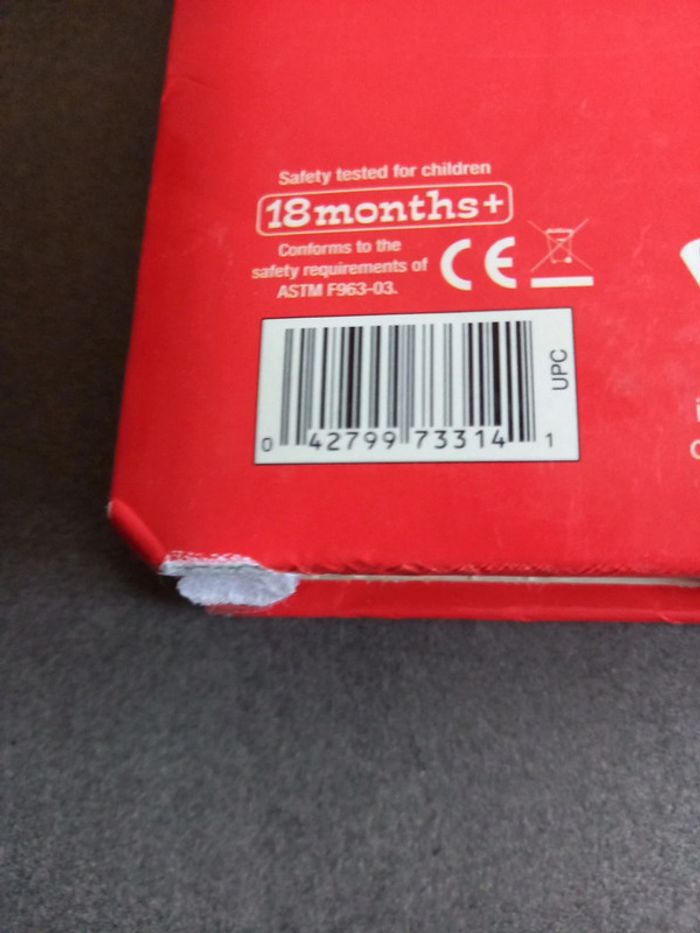 Safety tested for children
18months+
Conforms to the
safety requirements of
ASTM F963-03.
CE
UPC
0 42799 73314 1